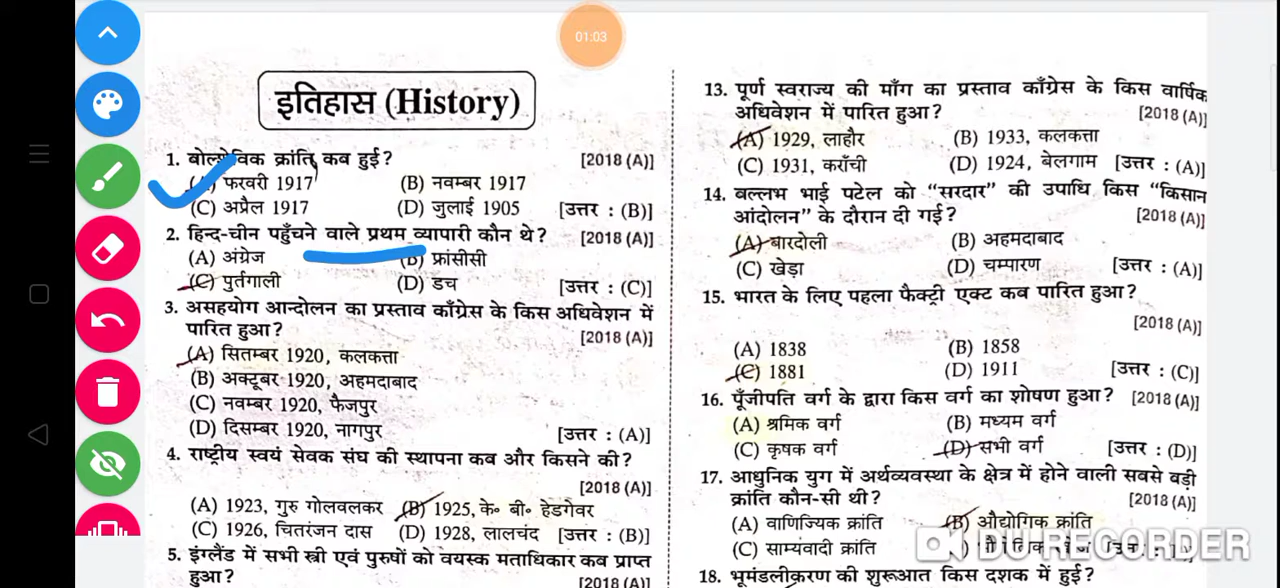 01:03
इतिहास (History)
1. बोल्शेविक क्रांति कब हुई? [2018 (A)]
(A) फरवरी 1917 (B) नवम्बर 1917
(C) अप्रैल 1917 (D) जुलाई 1905 [उत्तर : (B)]
2. हिन्द-चीन पहुँचने वाले प्रथम व्यापारी कौन थे? [2018 (A)]
(A) अंग्रेज (B) फ्रांसीसी
(C) पुर्तगाली (D) डच [उत्तर : (C)]
3. असहयोग आन्दोलन का प्रस्ताव काँग्रेस के किस अधिवेशन में
पारित हुआ? [2018 (A)]
(A) सितम्बर 1920, कलकत्ता
(B) अक्टूबर 1920, अहमदाबाद
(C) नवम्बर 1920, फैजपुर
(D) दिसम्बर 1920, नागपुर [उत्तर : (A)]
4. राष्ट्रीय स्वयं सेवक संघ की स्थापना कब और किसने की?
[2018 (A)]
(A) 1923, गुरु गोलवलकर (B) 1925, के० बी० हेडगेवर
(C) 1926, चितरंजन दास (D) 1928, लालचंद [उत्तर : (B)]
5. इंग्लैंड में सभी स्त्री एवं पुरुषों को वयस्क मताधिकार कब प्राप्त
हुआ? [2018 (A)]
13. पूर्ण स्वराज्य की माँग का प्रस्ताव काँग्रेस के किस वार्षिक
अधिवेशन में पारित हुआ? [2018 (A)]
(A) 1929, लाहौर (B) 1933, कलकत्ता
(C) 1931, कराँची (D) 1924, बेलगाम [उत्तर : (A)]
14. बल्लभ भाई पटेल को “सरदार” की उपाधि किस “किसान
आंदोलन” के दौरान दी गई? [2018 (A)]
(A) बारदोली (B) अहमदाबाद
(C) खेड़ा (D) चम्पारण [उत्तर : (A)]
15. भारत के लिए पहला फैक्ट्री एक्ट कब पारित हुआ?
[2018 (A)]
(A) 1838 (B) 1858
(C) 1881 (D) 1911 [उत्तर : (C)]
16. पूँजीपति वर्ग के द्वारा किस वर्ग का शोषण हुआ? [2018 (A)]
(A) श्रमिक वर्ग (B) मध्यम वर्ग
(C) कृषक वर्ग (D) सभी वर्ग [उत्तर : (D)]
17. आधुनिक युग में अर्थव्यवस्था के क्षेत्र में होने वाली सबसे बड़ी
क्रांति कौन-सी थी? [2018 (A)]
(A) वाणिज्यिक क्रांति (B) औद्योगिक क्रांति
(C) साम्यवादी क्रांति
DU RECORDER
18. भूमंडलीकरण की शुरूआत किस दशक में हुई?